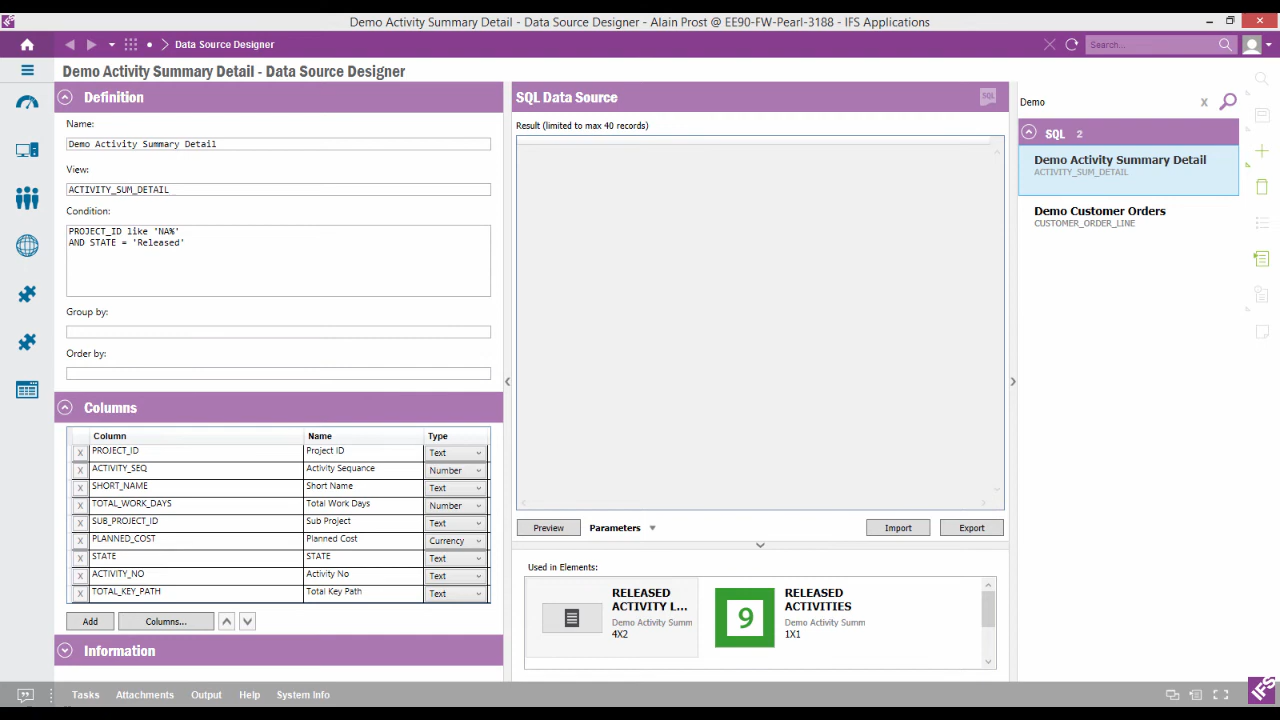 Demo Activity Summary Detail - Data Source Designer - Alain Prost @ EE90-FW-Pearl-3188 - IFS Applications
Data Source Designer
Search...
Demo Activity Summary Detail - Data Source Designer
Definition
Name:
Demo Activity Summary Detail
View:
ACTIVITY_SUM_DETAIL
Condition:
PROJECT_ID like 'NA%'
AND STATE = 'Released'
Group by:
Order by:
Columns
Column Name Type
X PROJECT_ID Project ID Text
X ACTIVITY_SEQ Activity Sequance Number
X SHORT_NAME Short Name Text
X TOTAL_WORK_DAYS Total Work Days Number
X SUB_PROJECT_ID Sub Project Text
X PLANNED_COST Planned Cost Currency
X STATE STATE Text
X ACTIVITY_NO Activity No Text
X TOTAL_KEY_PATH Total Key Path Text
Add Columns...
Information
SQL Data Source
SQL
Result (limited to max 40 records)
Preview Parameters Import Export
Used in Elements:
RELEASED
ACTIVITY L...
Demo Activity Summ
4X2
9
RELEASED
ACTIVITIES
Demo Activity Summ
1X1
Demo X
SQL 2
Demo Activity Summary Detail
ACTIVITY_SUM_DETAIL
Demo Customer Orders
CUSTOMER_ORDER_LINE
Tasks Attachments Output Help System Info
IFS